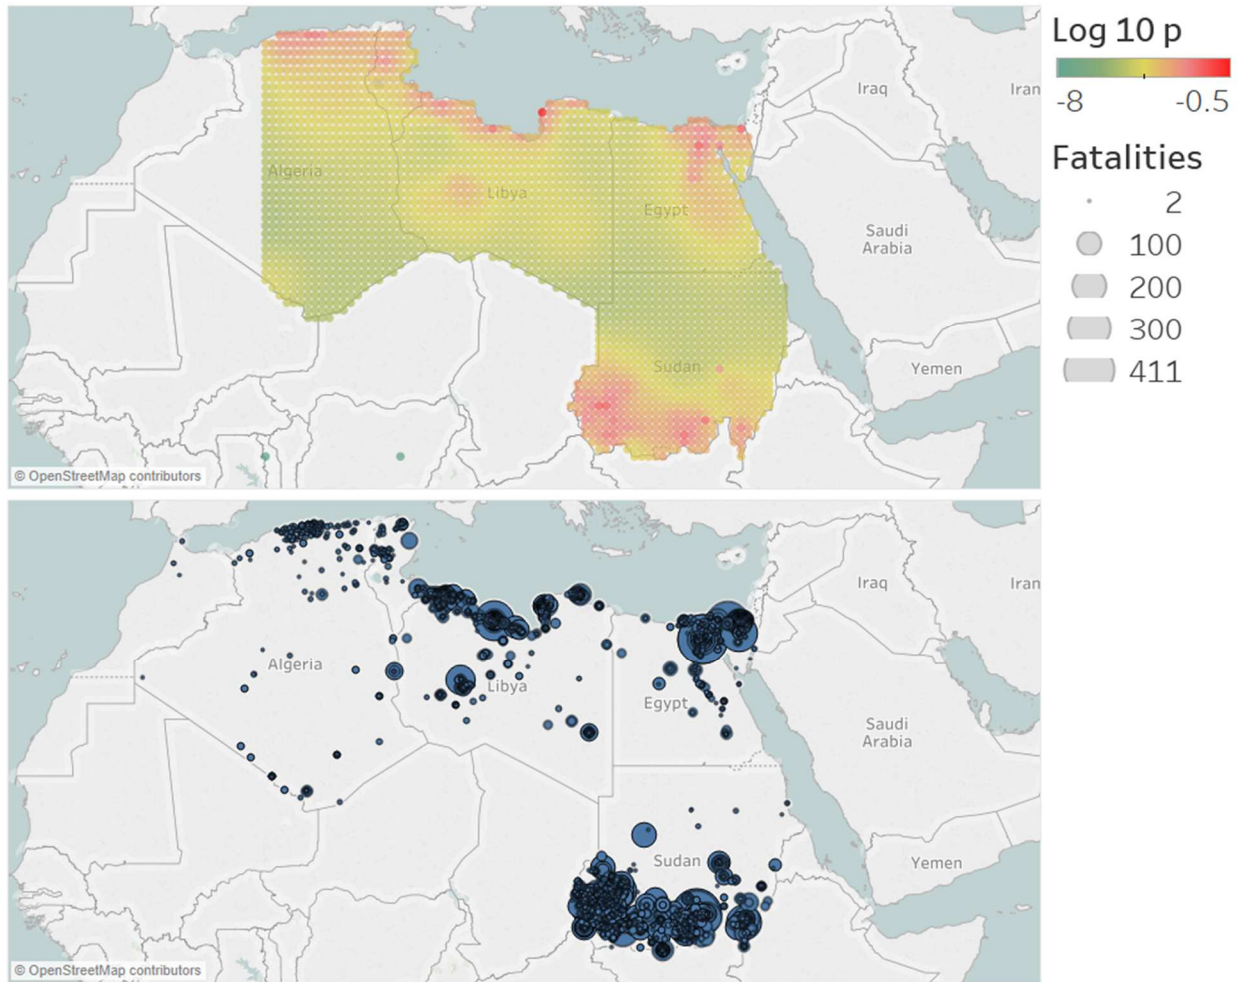 Log 10 p
-8
-0.5
Fatalities
2
100
200
300
411
Iraq
Iran
Algeria
Libya
Egypt
Saudi
Arabia
Sudan
Yemen
© OpenStreetMap contributors
Iraq
Iran
Algeria
Libya
Egypt
Saudi
Arabia
Sudan
Yemen
© OpenStreetMap contributors